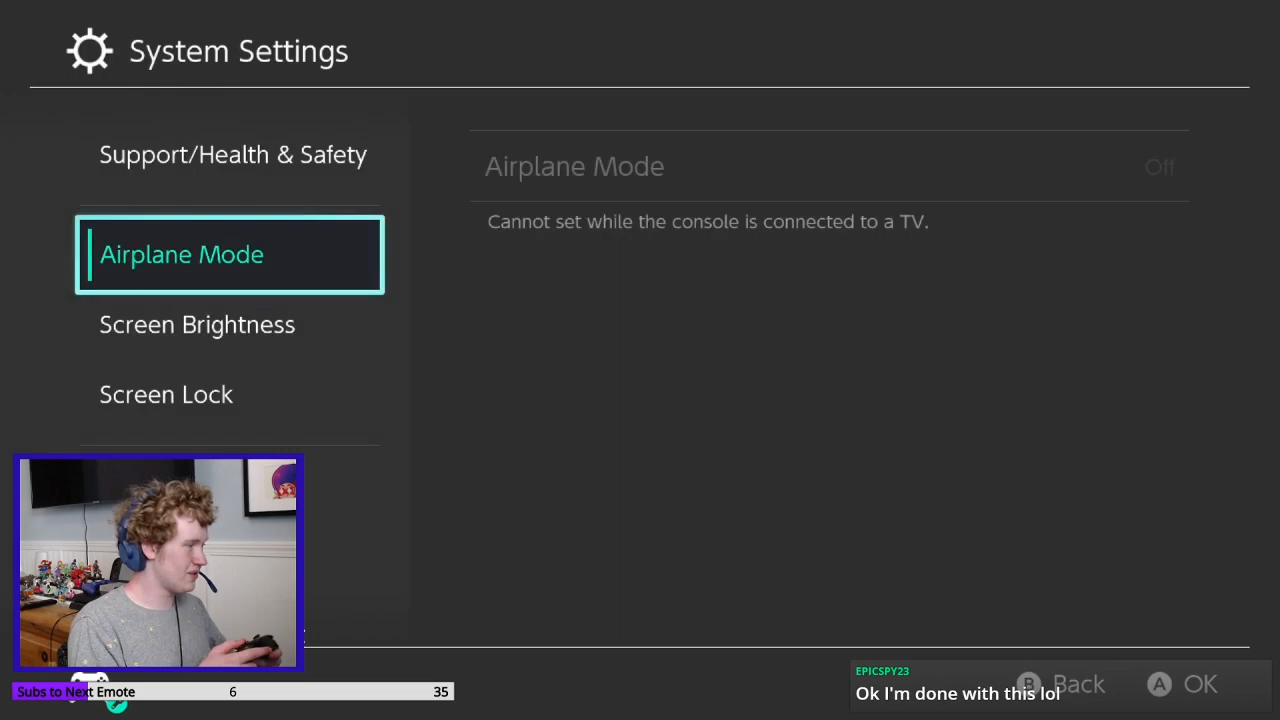 System Settings
Support/Health & Safety
Airplane Mode
Screen Brightness
Screen Lock
Airplane Mode Off
Cannot set while the console is connected to a TV.
Subs to Next Emote 6 35
EPICSPY23
Ok I'm done with this lol
B Back A OK